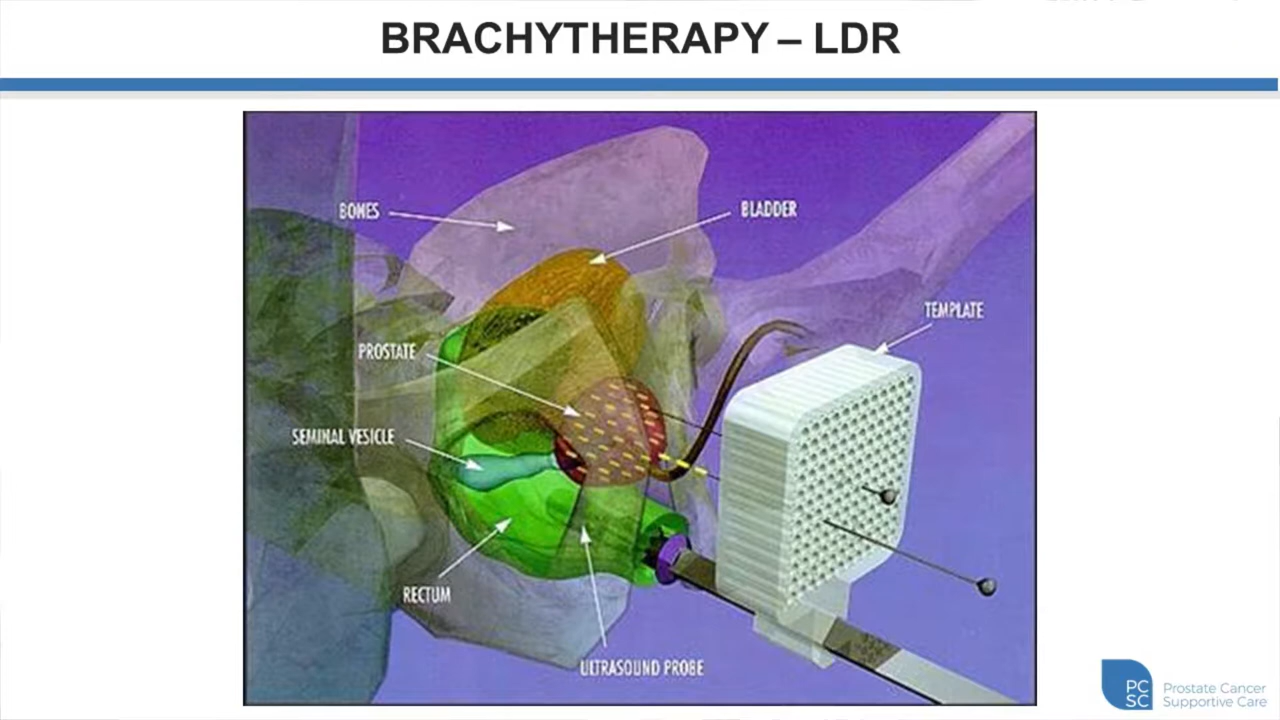 BRACHYTHERAPY – LDR
BONES
BLADDER
TEMPLATE
PROSTATE
SEMINAL VESICLE
RECTUM
ULTRASOUND PROBE
PC
SC
Prostate Cancer
Supportive Care